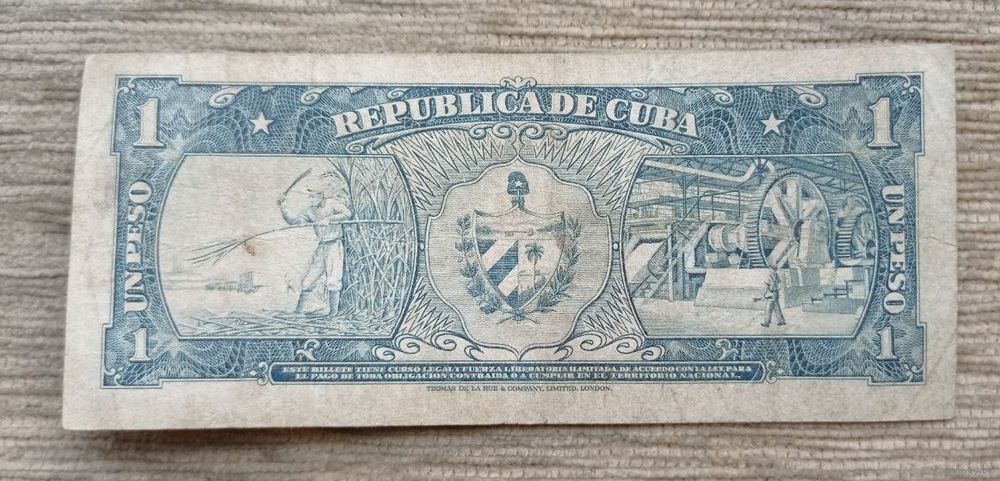 1 REPUBLICA DE CUBA 1
UN PESO
UN PESO
1 1
ESTE BILLETE TIENE CURSO LEGAL Y FUERZA LIBERATORIA ILIMITADA, DE ACUERDO CON LA LEY, PARA
EL PAGO DE TODA OBLIGACION CONTRAIDA O A CUMPLIR EN EL TERRITORIO NACIONAL.
THOMAS DE LA RUE & COMPANY, LIMITED, LONDON.